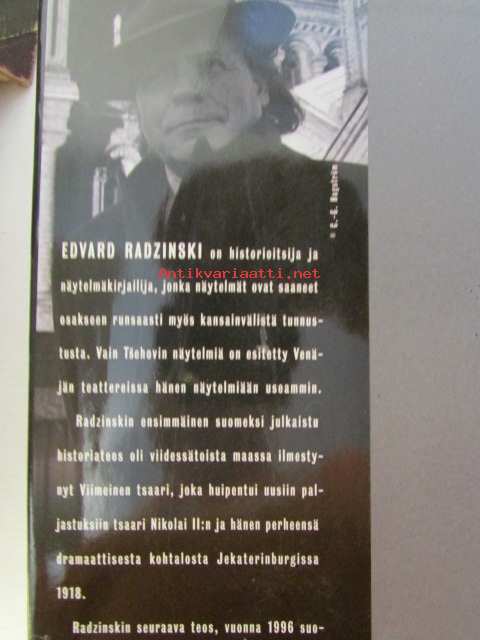 © C.-G. Hagström
EDVARD RADZINSKI on historioitsija ja
Antikvariaatti.net
näytelmäkirjailija, jonka näytelmät ovat saaneet
osakseen runsaasti myös kansainvälistä tunnus-
tusta. Vain Tšehovin näytelmiä on esitetty Venä-
jän teattereissa hänen näytelmiään useammin.
Radzinskin ensimmäinen suomeksi julkaistu
historiateos oli viidessätoista maassa ilmesty-
nyt Viimeinen tsaari, joka huipentui uusiin pal-
jastuksiin tsaari Nikolai II:n ja hänen perheensä
dramaattisesta kohtalosta Jekaterinburgissa
1918.
Radzinskin seuraava teos, vuonna 1996 suo-